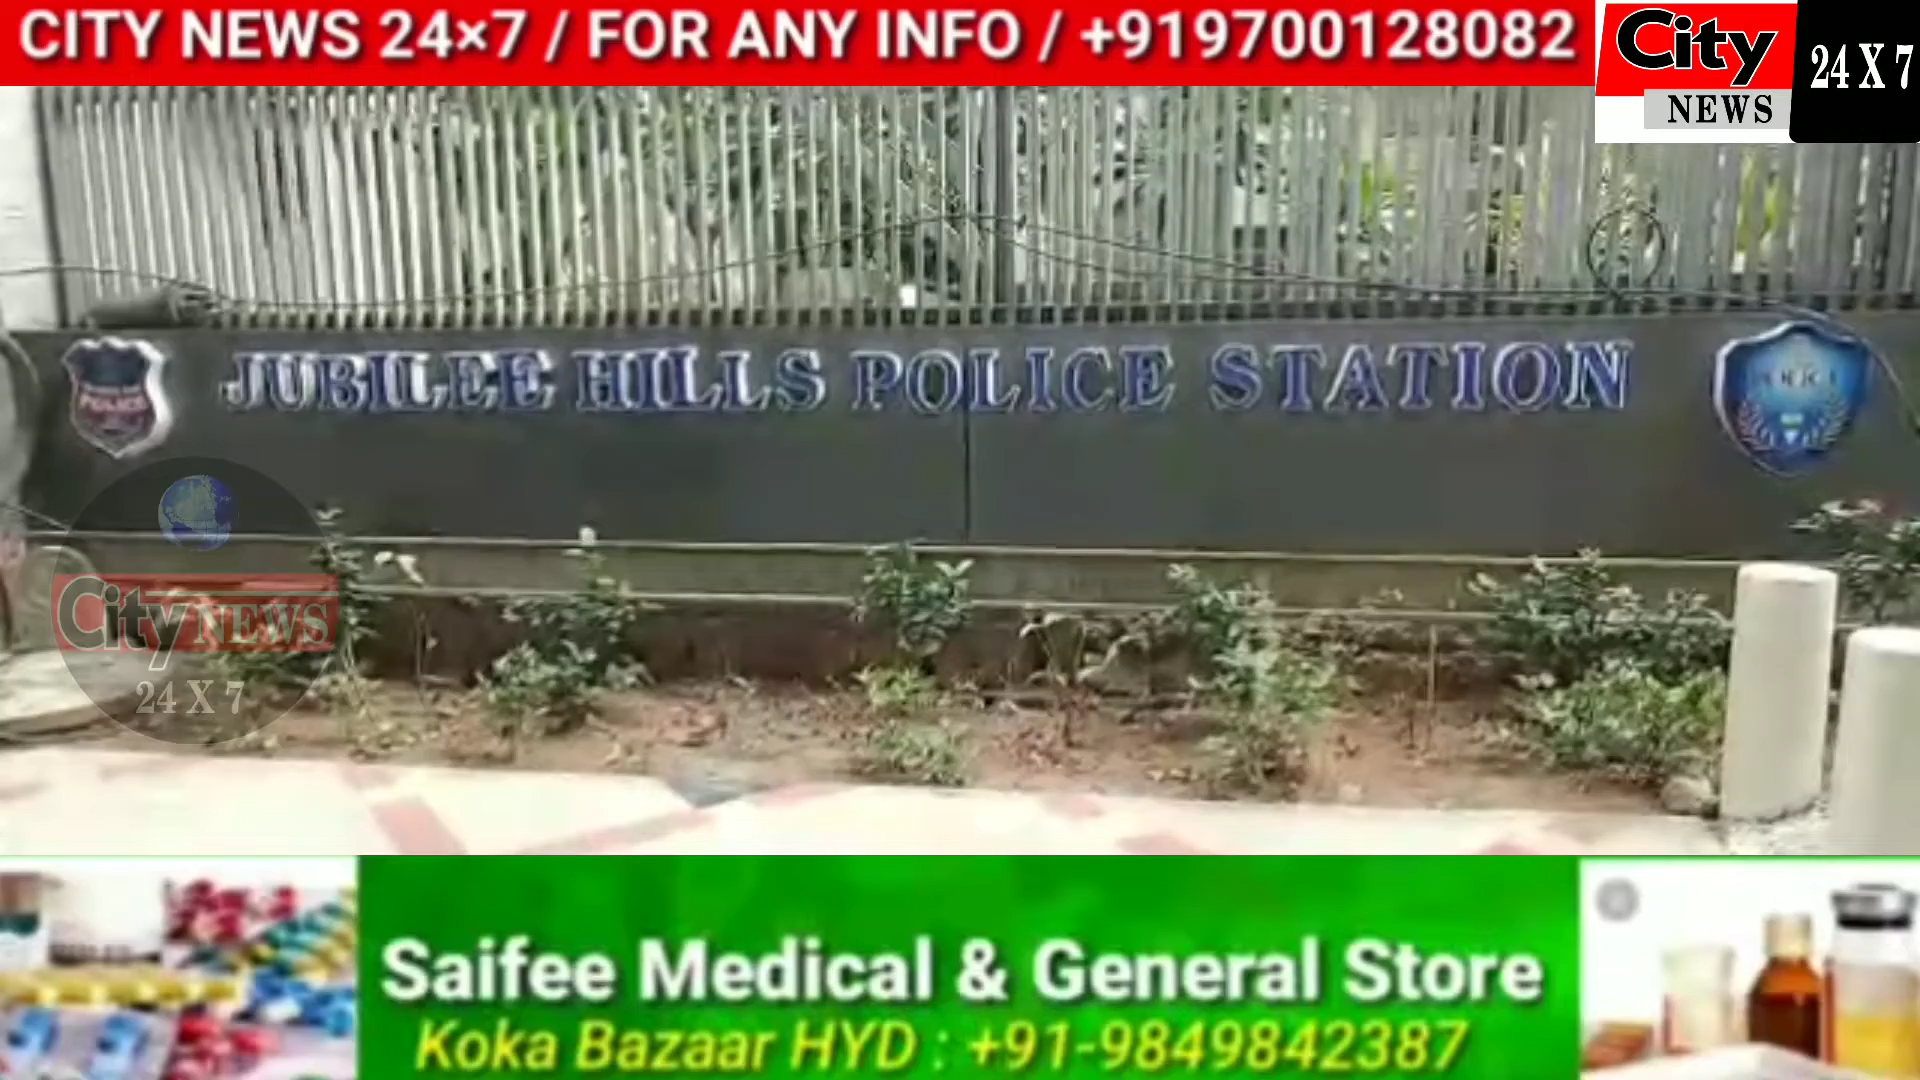 CITY NEWS 24×7 / FOR ANY INFO / +919700128082
City
NEWS
24 X 7
JUBILEE HILLS POLICE STATION
POLICE
City NEWS
24 X 7
Saifee Medical & General Store
Koka Bazaar HYD : +91-9849842387